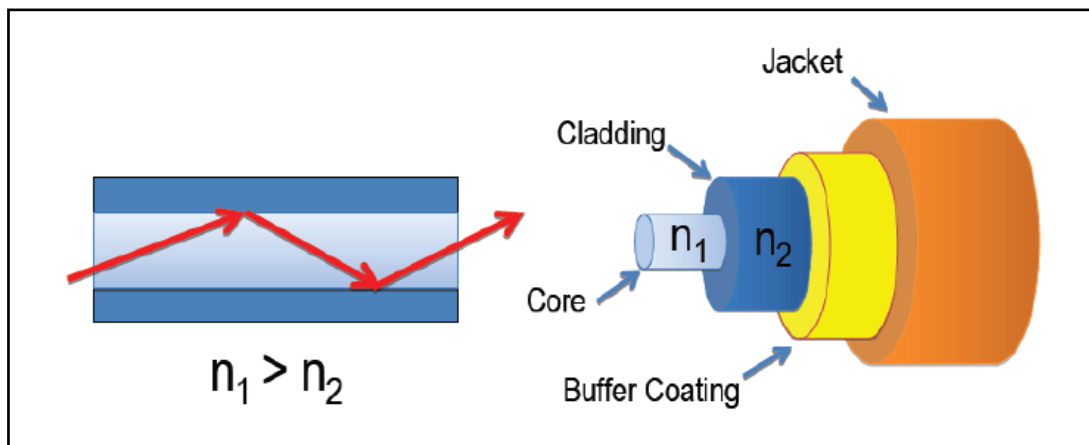 n₁ > n₂
Jacket
Cladding
n₁
n₂
Core
Buffer Coating